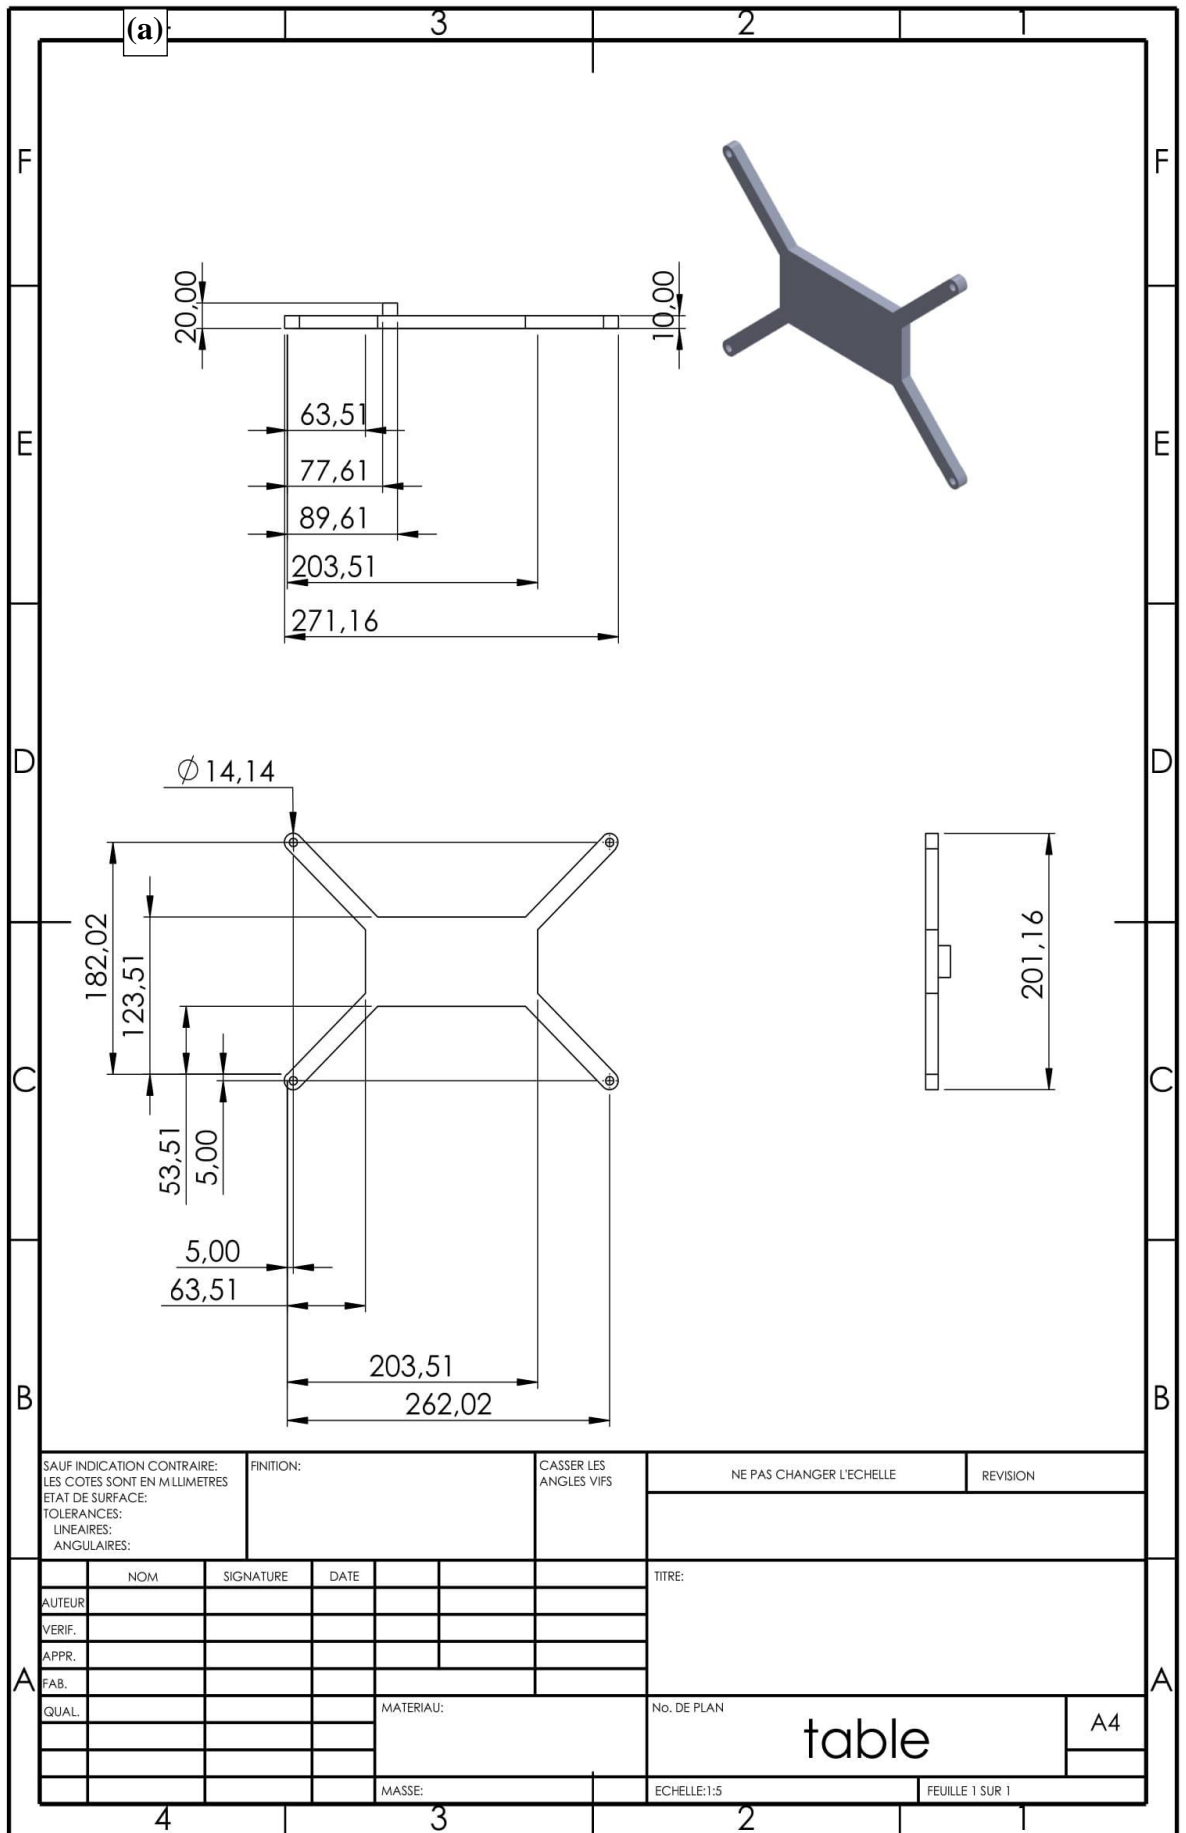 (a)
3
2
1
F
F
20,00
10,00
63,51
E
E
77,61
89,61
203,51
271,16
D
D
∅ 14,14
182,02
123,51
201,16
C
C
53,51
5,00
5,00
63,51
203,51
B
B
262,02
SAUF INDICATION CONTRAIRE:
LES COTES SONT EN MILLIMETRES
ETAT DE SURFACE:
TOLERANCES:
LINEAIRES:
ANGULAIRES:
FINITION:
CASSER LES
ANGLES VIFS
NE PAS CHANGER L'ECHELLE
REVISION
NOM
SIGNATURE
DATE
TITRE:
AUTEUR
VERIF.
APPR.
FAB.
QUAL.
A
A
MATERIAU:
No. DE PLAN
table
A4
MASSE:
ECHELLE:1:5
FEUILLE 1 SUR 1
4
3
2
1